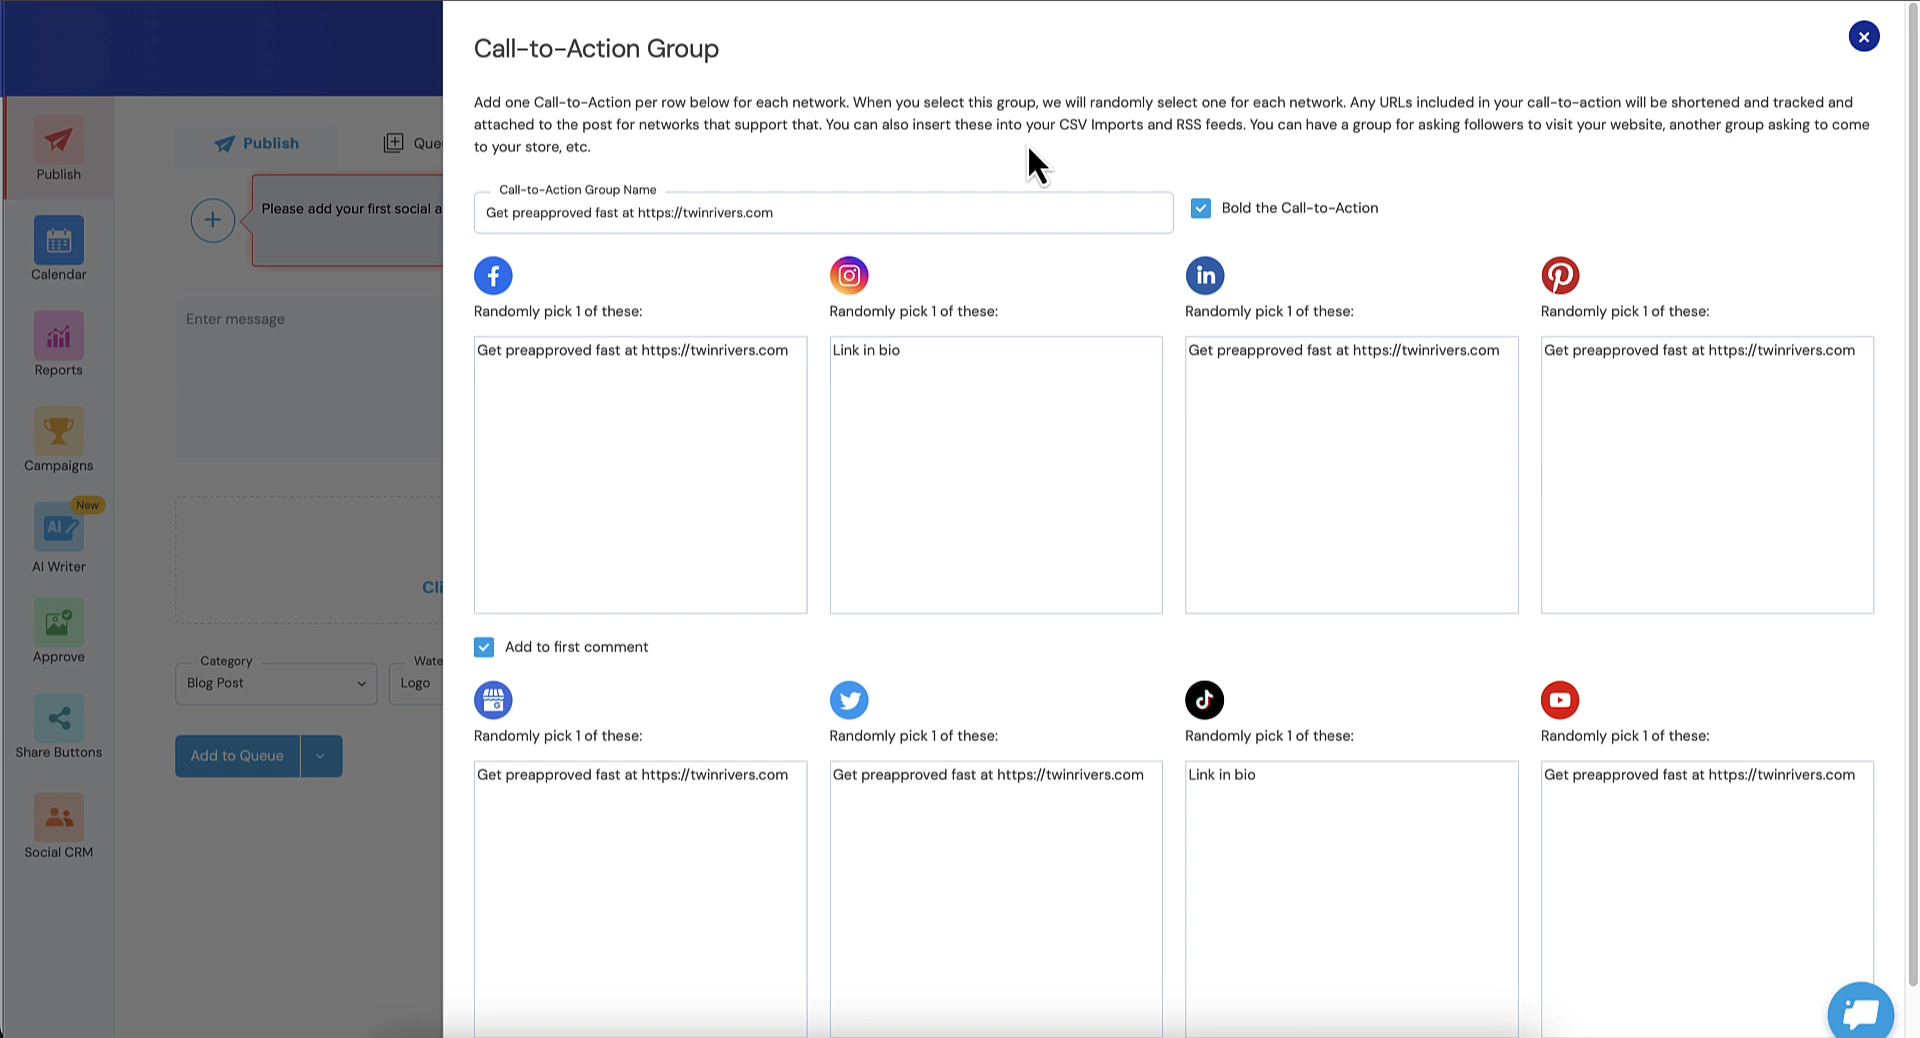 Call-to-Action Group
Add one Call-to-Action per row below for each network. When you select this group, we will randomly select one for each network. Any URLs included in your call-to-action will be shortened and tracked and
attached to the post for networks that support that. You can also insert these into your CSV Imports and RSS feeds. You can have a group for asking followers to visit your website, another group asking to come
to your store, etc.
Call-to-Action Group Name
Get preapproved fast at https://twinrivers.com
Bold the Call-to-Action
Randomly pick 1 of these:
Randomly pick 1 of these:
Randomly pick 1 of these:
Randomly pick 1 of these:
Get preapproved fast at https://twinrivers.com
Link in bio
Get preapproved fast at https://twinrivers.com
Get preapproved fast at https://twinrivers.com
Add to first comment
Randomly pick 1 of these:
Randomly pick 1 of these:
Randomly pick 1 of these:
Randomly pick 1 of these:
Get preapproved fast at https://twinrivers.com
Get preapproved fast at https://twinrivers.com
Link in bio
Get preapproved fast at https://twinrivers.com
Publish
Calendar
Reports
Campaigns
New
AI
AI Writer
Approve
Share Buttons
Social CRM
Publish
Please add your first social
Enter message
Category
Blog Post
Logo
Add to Queue